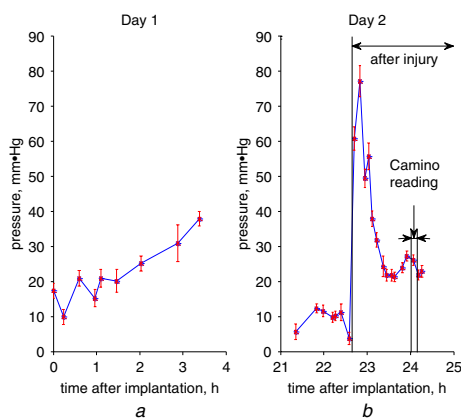 Day 1
pressure, mm•Hg
90
80
70
60
50
40
30
20
10
0
0
1
2
3
4
time after implantation, h
a
Day 2
after injury
Camino
reading
pressure, mm•Hg
90
80
70
60
50
40
30
20
10
0
21
22
23
24
25
time after implantation, h
b